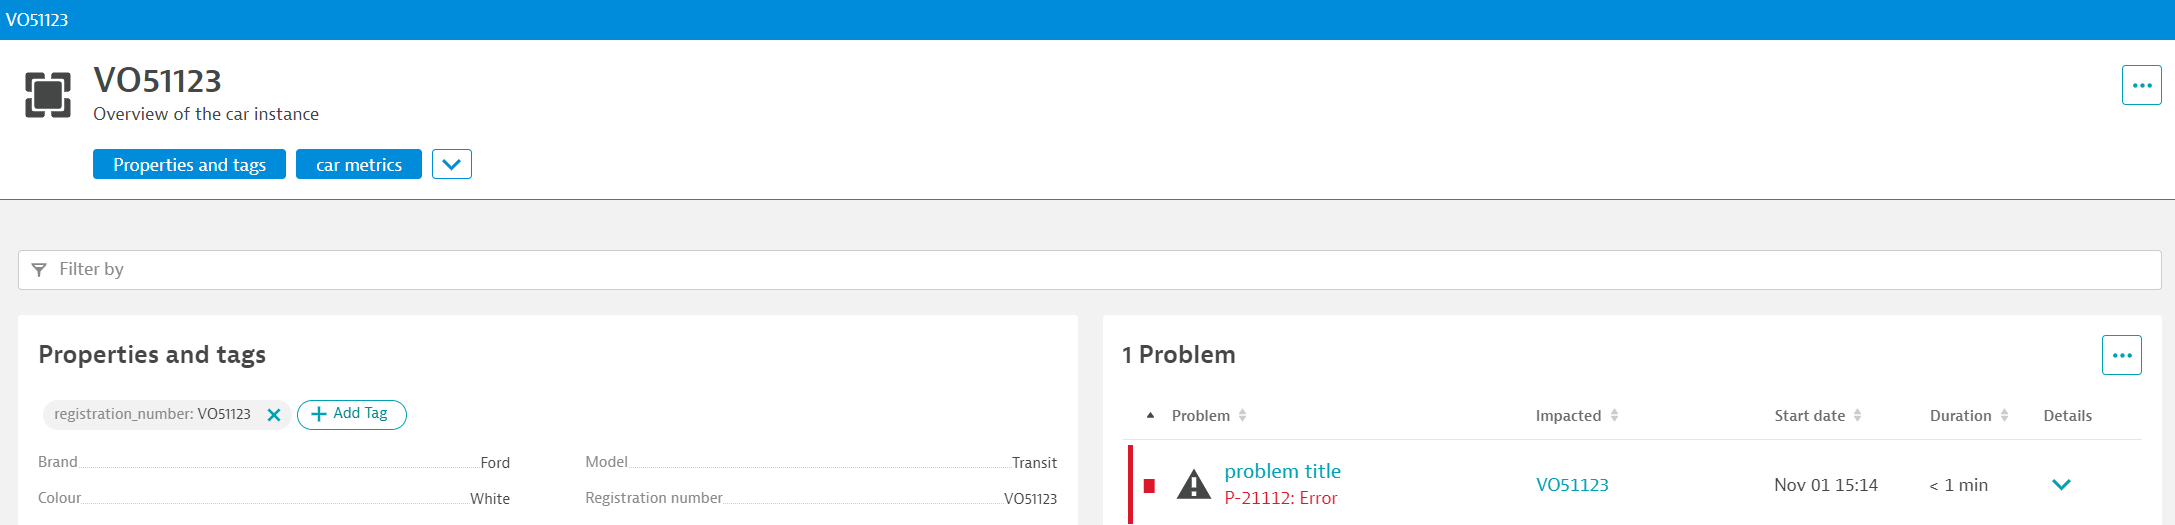 VO51123
VO51123
Overview of the car instance
Properties and tags
car metrics
Filter by
Properties and tags
registration_number: VO51123
Add Tag
Brand Ford
Model Transit
Colour White
Registration number VO51123
1 Problem
Problem Impacted Start date Duration Details
problem title
P-21112: Error
VO51123
Nov 01 15:14
< 1 min